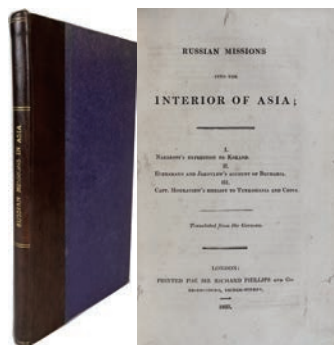 RUSSIAN MISSIONS IN ASIA
RUSSIAN MISSIONS
INTO THE
INTERIOR OF ASIA;
I.
NAZAROFF'S EXPEDITION TO KOKAND.
II.
EVERSMANN AND JAKOVLEW'S ACCOUNT OF BUCHARIA.
III.
CAPT. MOURAVIEW'S EMBASSY TO TURKOMANIA AND CHIVA.
Translated from the German.
LONDON:
PRINTED FOR SIR RICHARD PHILLIPS AND Co.
1823.